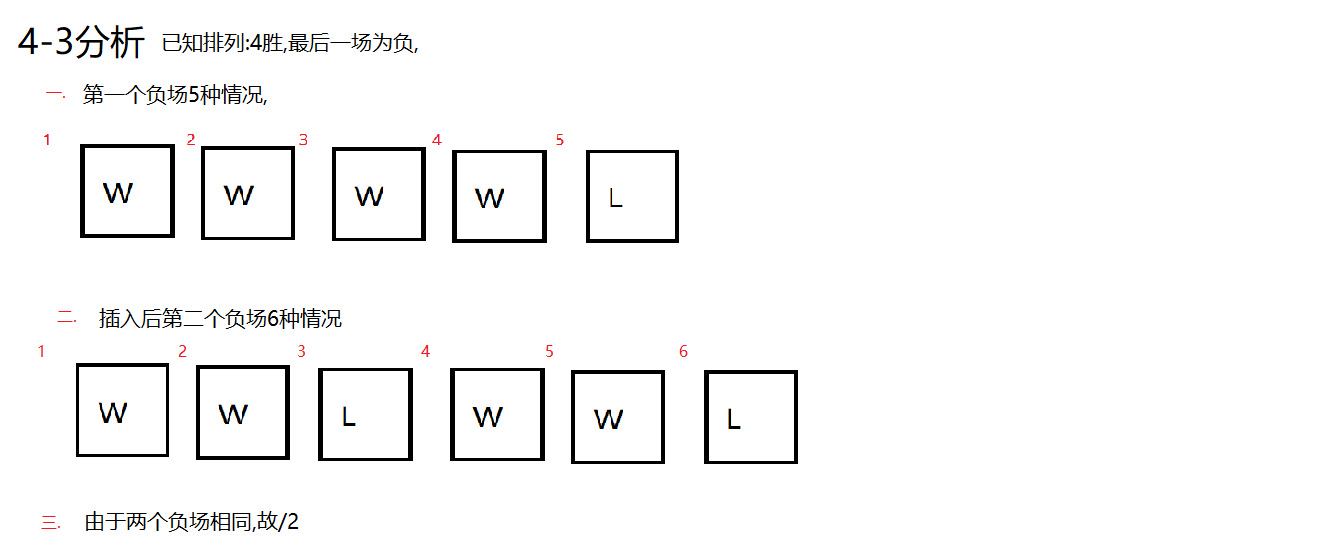 4-3分析 已知排列:4胜,最后一场为负,
一. 第一个负场5种情况,
1 2 3 4 5
W W W W L
二. 插入后第二个负场6种情况
1 2 3 4 5 6
W W L W W L
三. 由于两个负场相同,故/2